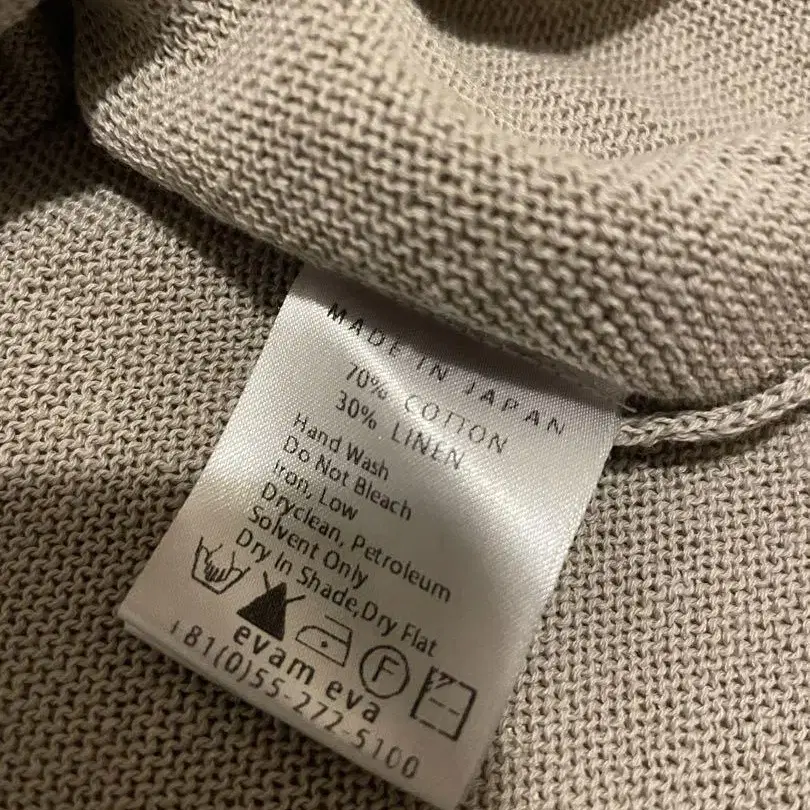 MADE IN JAPAN
70% COTTON
30% LINEN
Hand Wash
Do Not Bleach
Iron, Low
Dryclean, Petroleum
Solvent Only
Dry In Shade,Dry Flat
F
evam eva
+81(0)55-272-5100